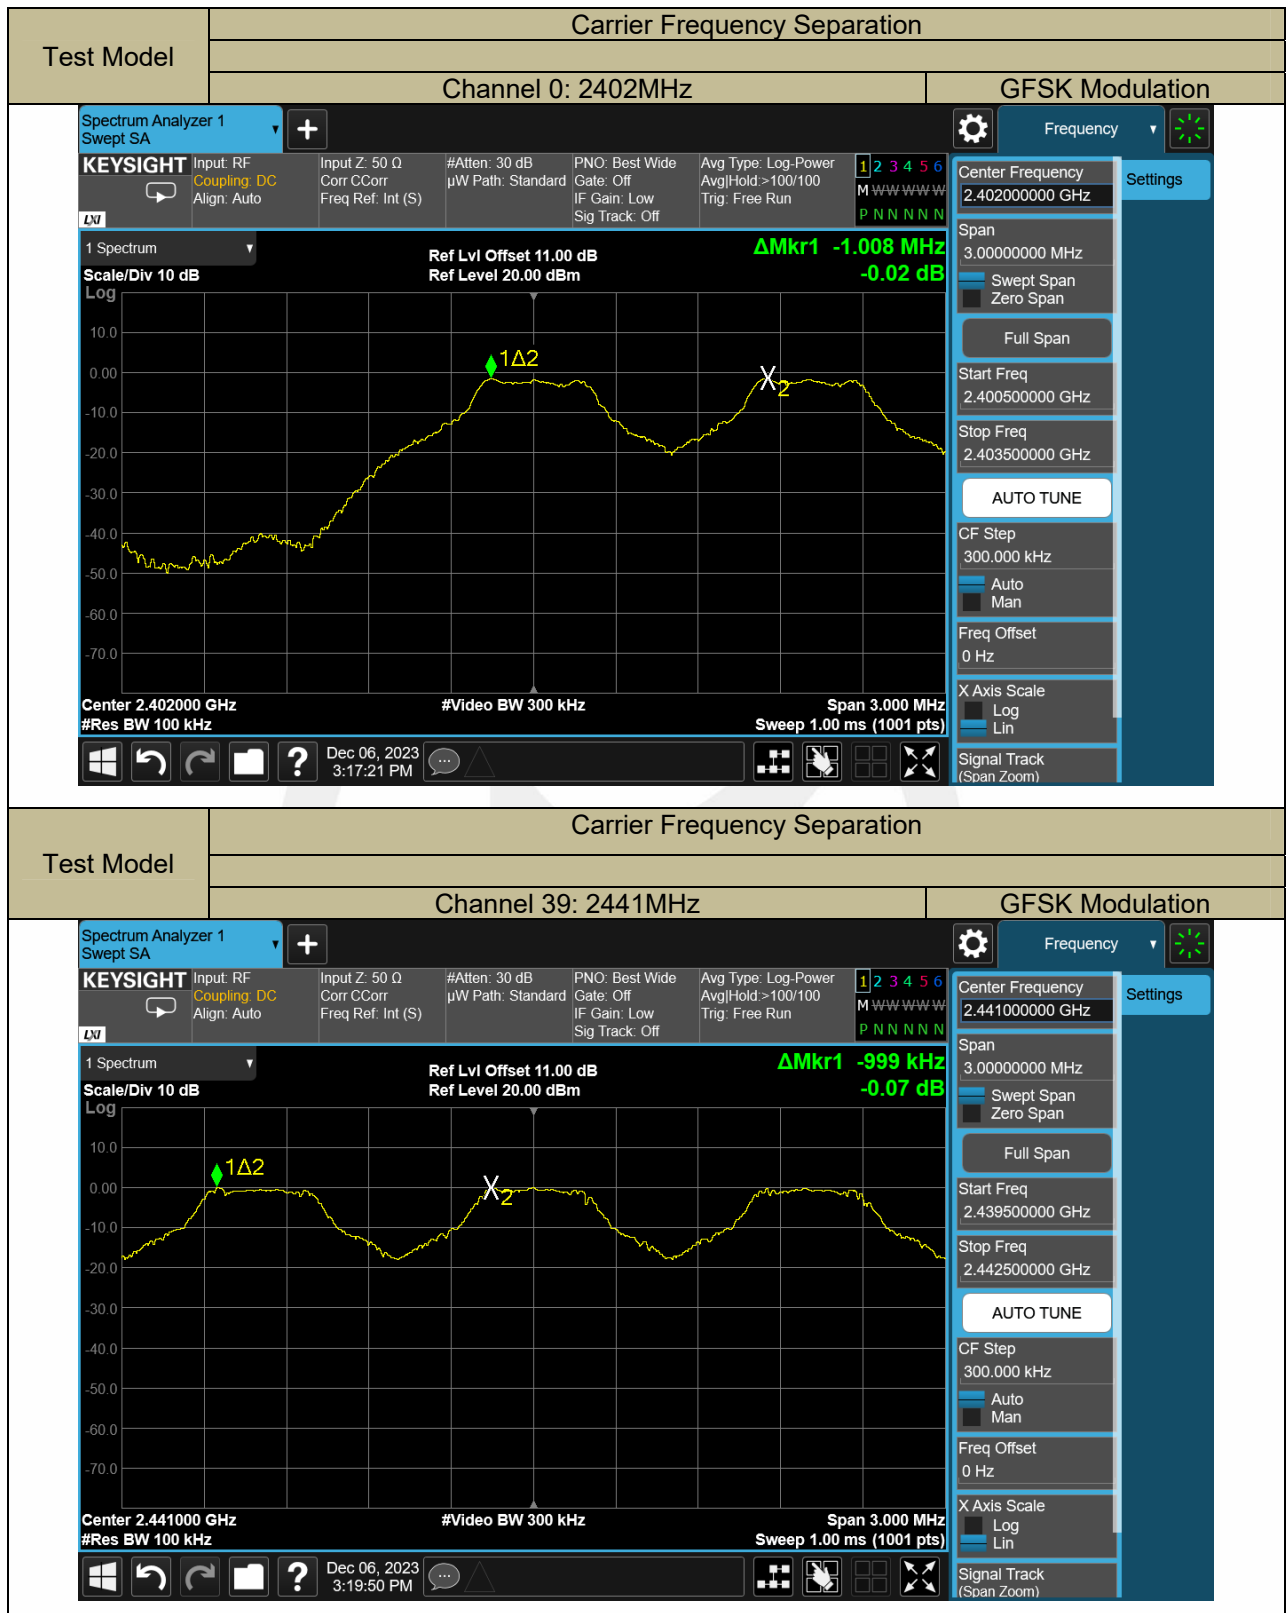 Test Model
Carrier Frequency Separation
Channel 0: 2402MHz
GFSK Modulation
Spectrum Analyzer 1
Swept SA
Frequency
KEYSIGHT
LXI
Input: RF
Coupling: DC
Align: Auto
Input Z: 50 Ω
Corr CCorr
Freq Ref: Int (S)
#Atten: 30 dB
µW Path: Standard
PNO: Best Wide
Gate: Off
IF Gain: Low
Sig Track: Off
Avg Type: Log-Power
Avg|Hold:>100/100
Trig: Free Run
1 2 3 4 5 6
M W W W W W
P N N N N N
1 Spectrum
Scale/Div 10 dB
Log
Ref Lvl Offset 11.00 dB
Ref Level 20.00 dBm
ΔMkr1 -1.008 MHz
-0.02 dB
10.0
0.00
-10.0
-20.0
-30.0
-40.0
-50.0
-60.0
-70.0
1Δ2
X2
Center 2.402000 GHz
#Res BW 100 kHz
#Video BW 300 kHz
Span 3.000 MHz
Sweep 1.00 ms (1001 pts)
Dec 06, 2023
3:17:21 PM
Center Frequency
2.402000000 GHz
Settings
Span
3.00000000 MHz
Swept Span
Zero Span
Full Span
Start Freq
2.400500000 GHz
Stop Freq
2.403500000 GHz
AUTO TUNE
CF Step
300.000 kHz
Auto
Man
Freq Offset
0 Hz
X Axis Scale
Log
Lin
Signal Track
(Span Zoom)
Test Model
Carrier Frequency Separation
Channel 39: 2441MHz
GFSK Modulation
Spectrum Analyzer 1
Swept SA
Frequency
KEYSIGHT
LXI
Input: RF
Coupling: DC
Align: Auto
Input Z: 50 Ω
Corr CCorr
Freq Ref: Int (S)
#Atten: 30 dB
µW Path: Standard
PNO: Best Wide
Gate: Off
IF Gain: Low
Sig Track: Off
Avg Type: Log-Power
Avg|Hold:>100/100
Trig: Free Run
1 2 3 4 5 6
M W W W W W
P N N N N N
1 Spectrum
Scale/Div 10 dB
Log
Ref Lvl Offset 11.00 dB
Ref Level 20.00 dBm
ΔMkr1 -999 kHz
-0.07 dB
10.0
0.00
-10.0
-20.0
-30.0
-40.0
-50.0
-60.0
-70.0
1Δ2
X2
Center 2.441000 GHz
#Res BW 100 kHz
#Video BW 300 kHz
Span 3.000 MHz
Sweep 1.00 ms (1001 pts)
Dec 06, 2023
3:19:50 PM
Center Frequency
2.441000000 GHz
Settings
Span
3.00000000 MHz
Swept Span
Zero Span
Full Span
Start Freq
2.439500000 GHz
Stop Freq
2.442500000 GHz
AUTO TUNE
CF Step
300.000 kHz
Auto
Man
Freq Offset
0 Hz
X Axis Scale
Log
Lin
Signal Track
(Span Zoom)